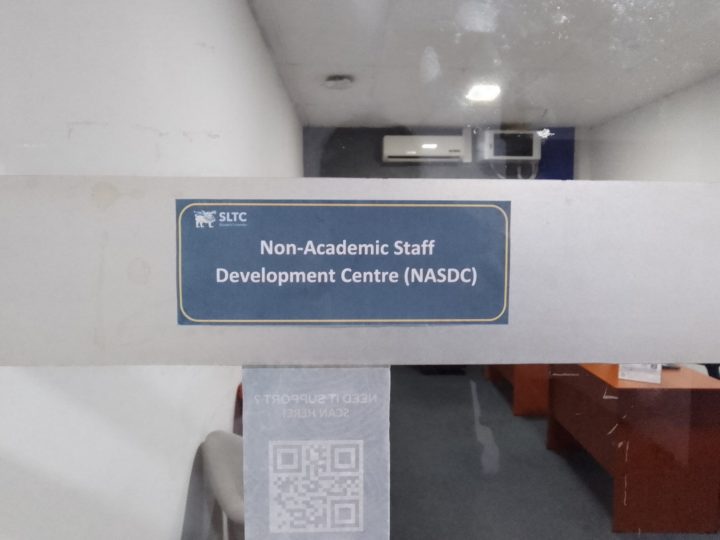 SLTC
Non-Academic Staff
Development Centre (NASDC)
NEED IT SUPPORT?
SCAN HERE!